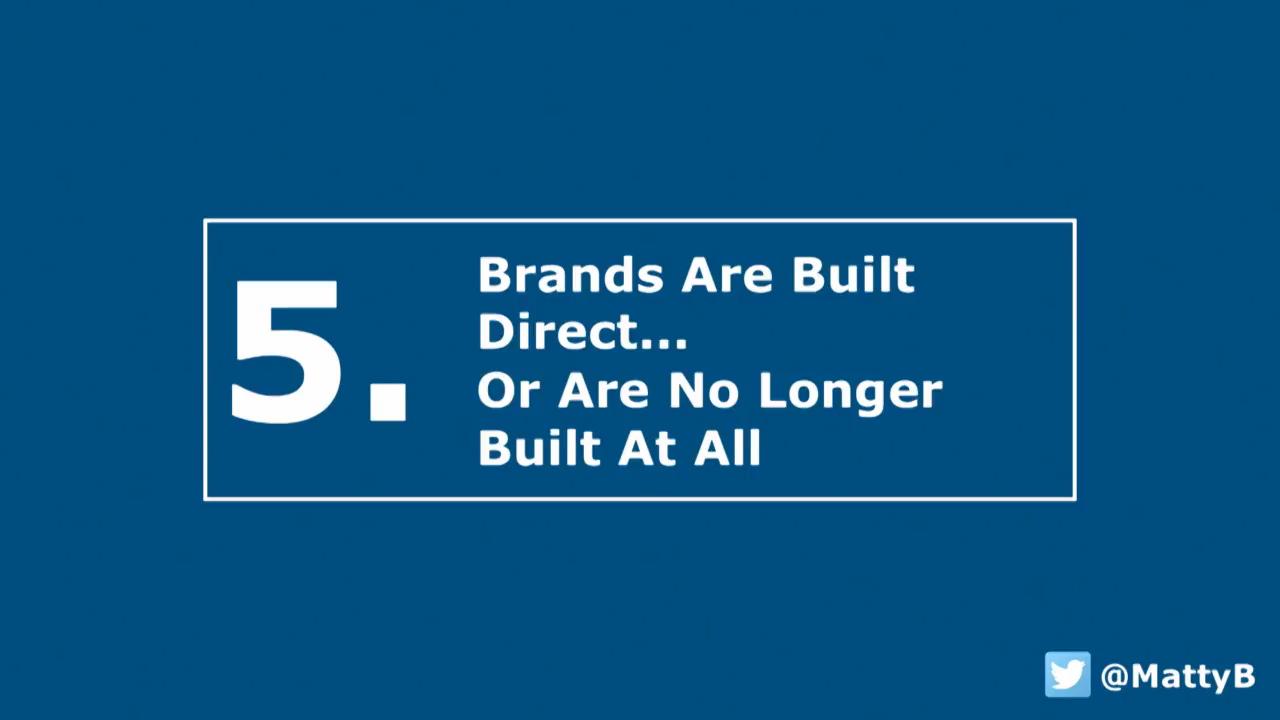 5.
Brands Are Built
Direct...
Or Are No Longer
Built At All
@MattyB